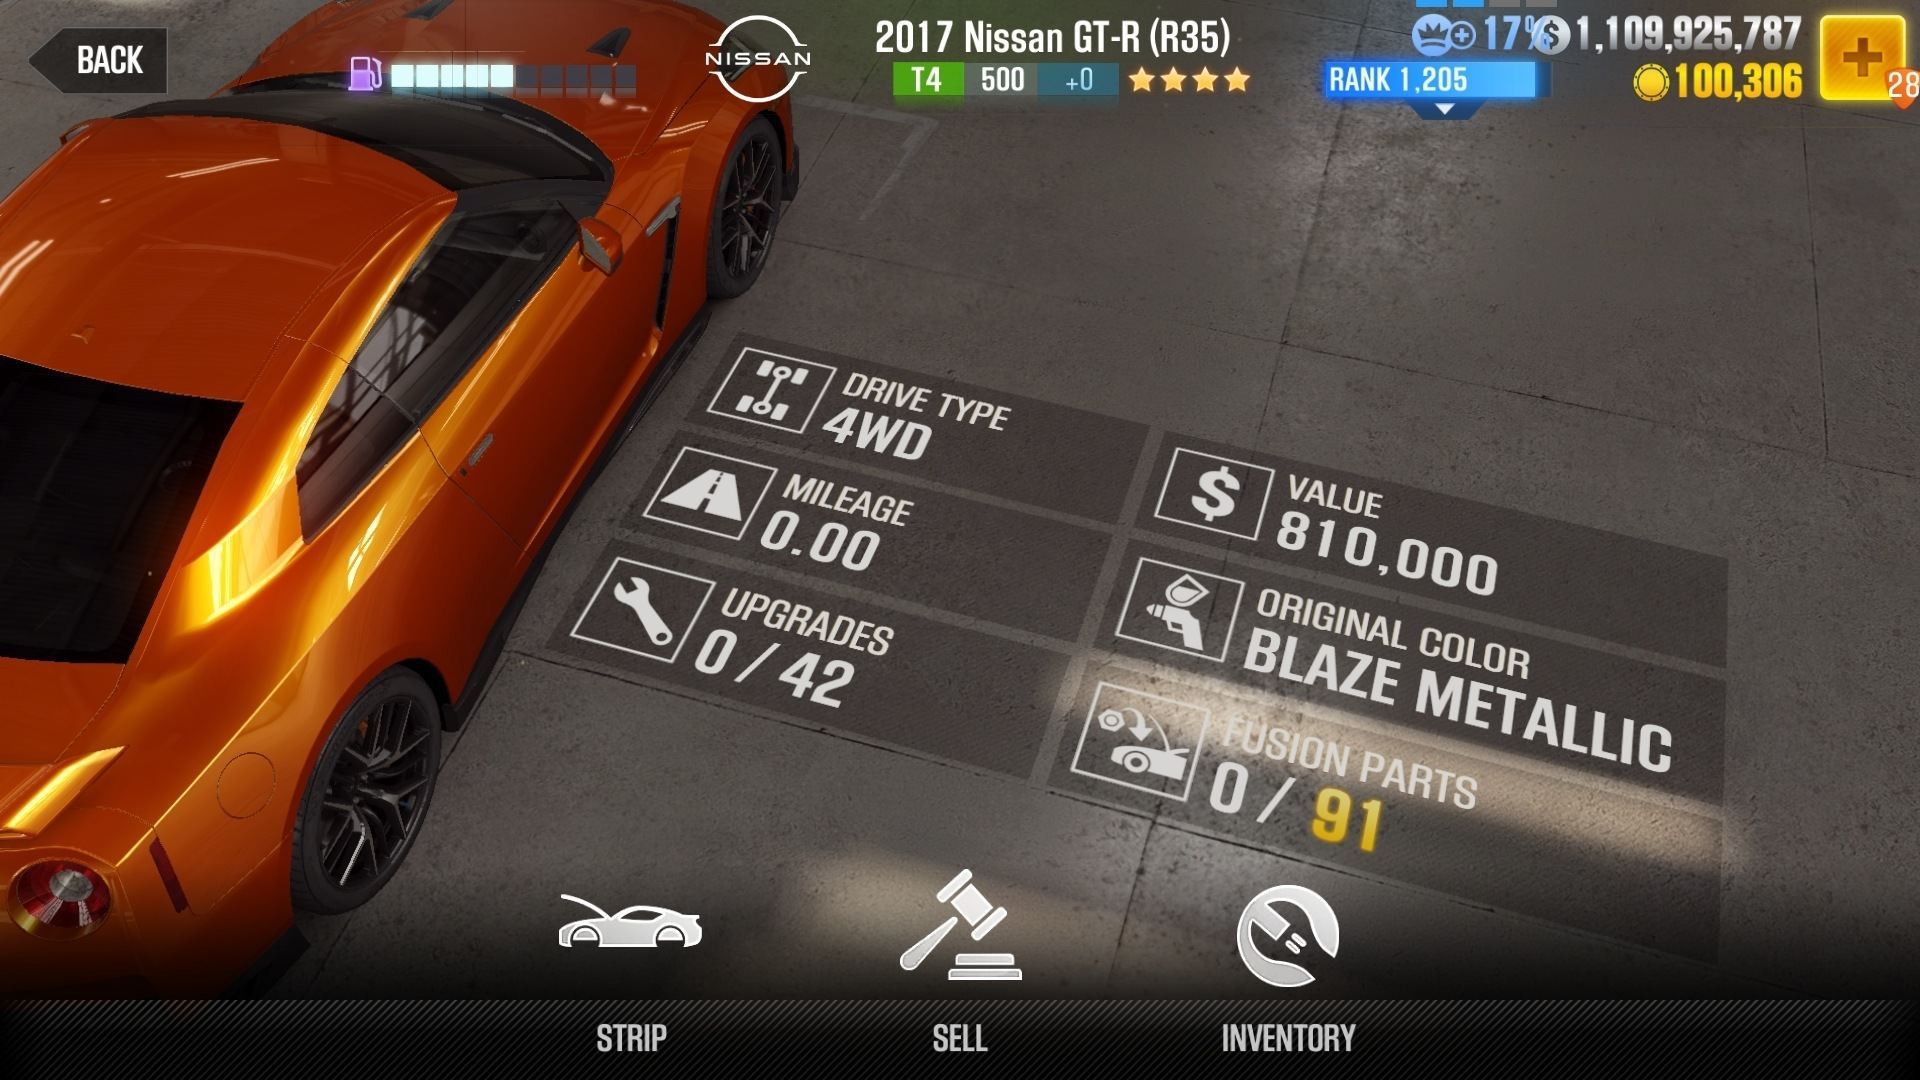 BACK
NISSAN
2017 Nissan GT-R (R35)
T4 500 +0
17%
1,109,925,787
RANK 1,205
100,306
28
DRIVE TYPE
4WD
MILEAGE
0.00
UPGRADES
0 / 42
VALUE
810,000
ORIGINAL COLOR
BLAZE METALLIC
FUSION PARTS
0 / 91
STRIP
SELL
INVENTORY